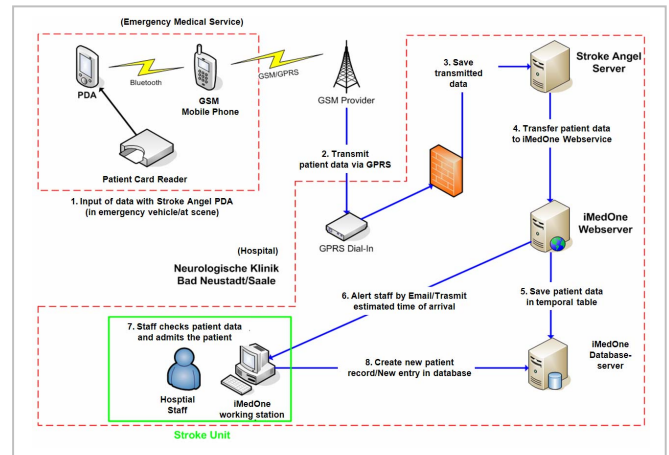 (Emergency Medical Service)
PDA
Bluetooth
GSM
Mobile Phone
GSM/GPRS
GSM Provider
Patient Card Reader
1. Input of data with Stroke Angel PDA
(in emergency vehicle/at scene)
2. Transmit
patient data via GPRS
GPRS Dial-In
3. Save
transmitted
data
Stroke Angel
Server
4. Transfer patient data
to iMedOne Webservice
iMedOne
Webserver
(Hospital)
Neurologische Klinik
Bad Neustadt/Saale
5. Save patient data
in temporal table
6. Alert staff by Email/Trasmit
estimated time of arrival
iMedOne
Database-
server
7. Staff checks patient data
and admits the patient
8. Create new patient
record/New entry in database
Hosptial
Staff
iMedOne
working station
Stroke Unit